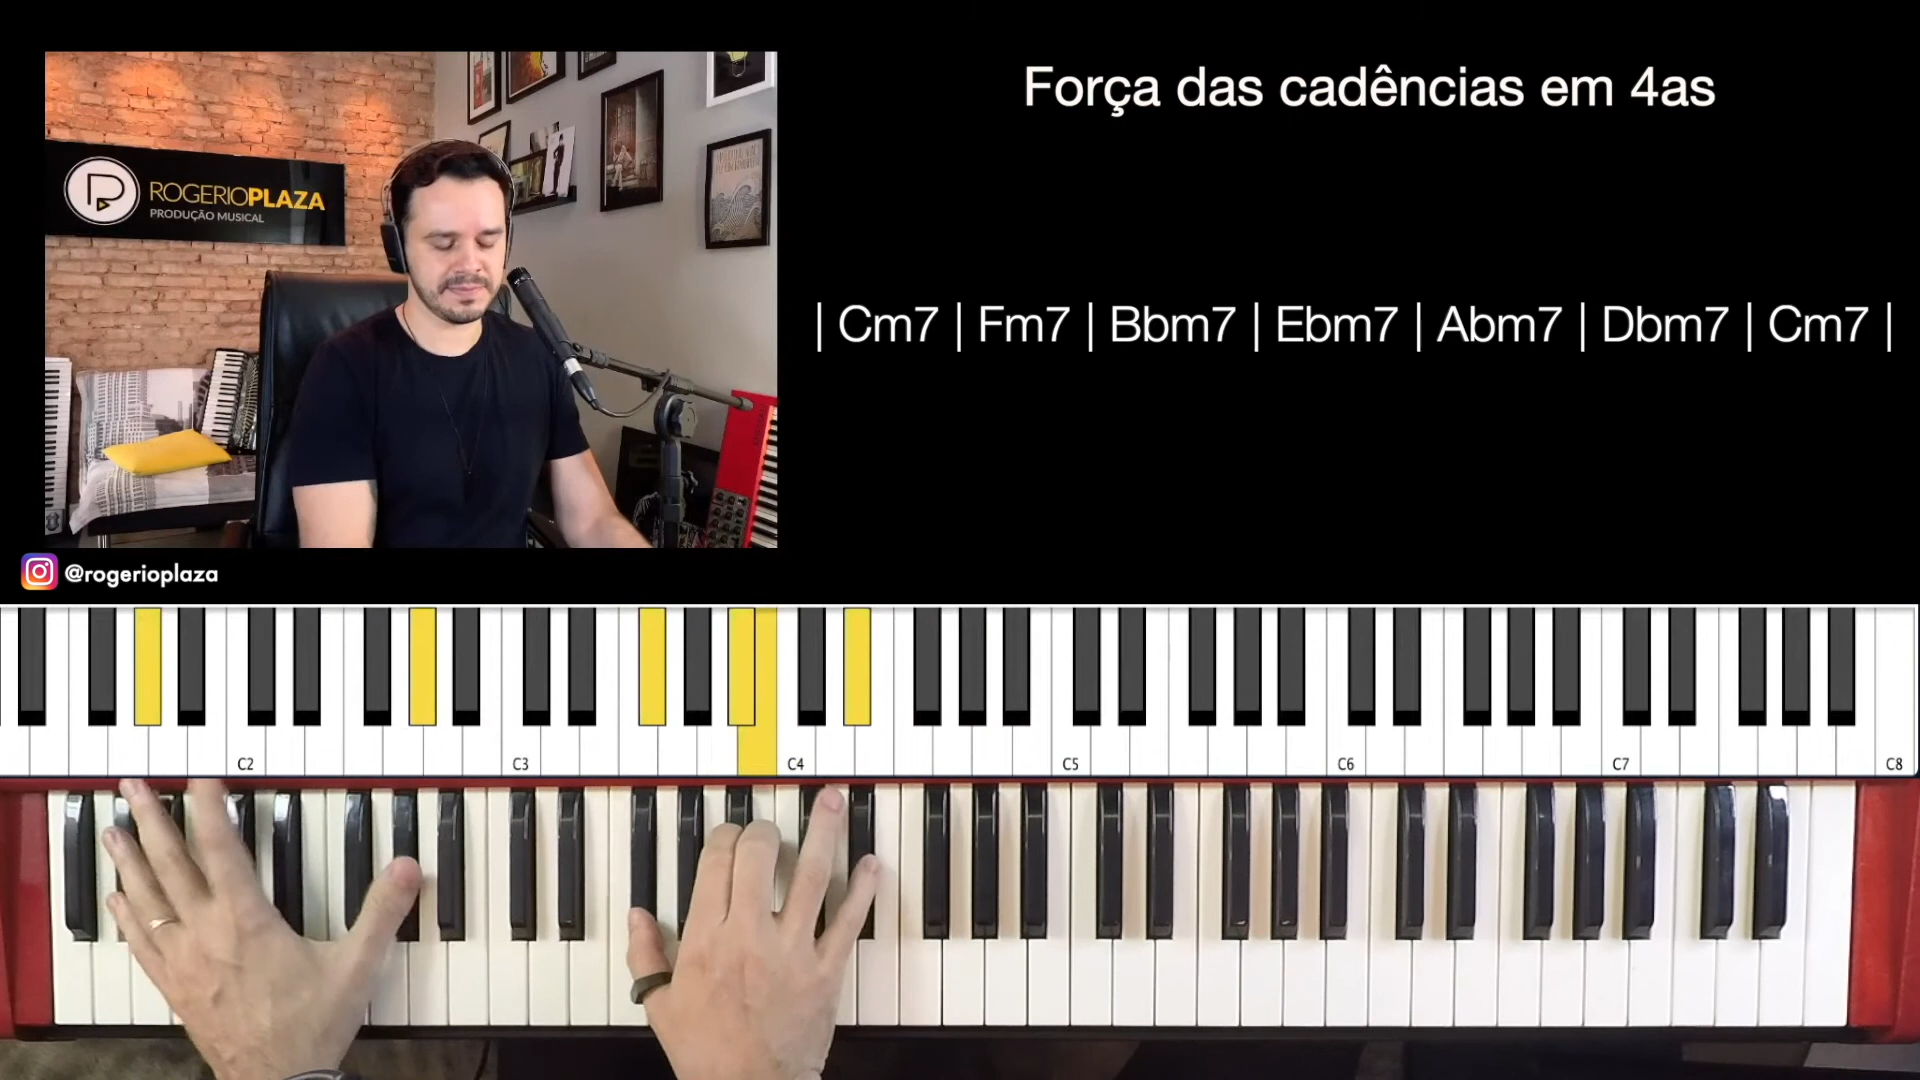 Força das cadências em 4as
ROGERIOPLAZA
PRODUÇÃO MUSICAL
| Cm7 | Fm7 | Bbm7 | Ebm7 | Abm7 | Dbm7 | Cm7 |
@rogerioplaza
C2 C3 C4 C5 C6 C7 C8